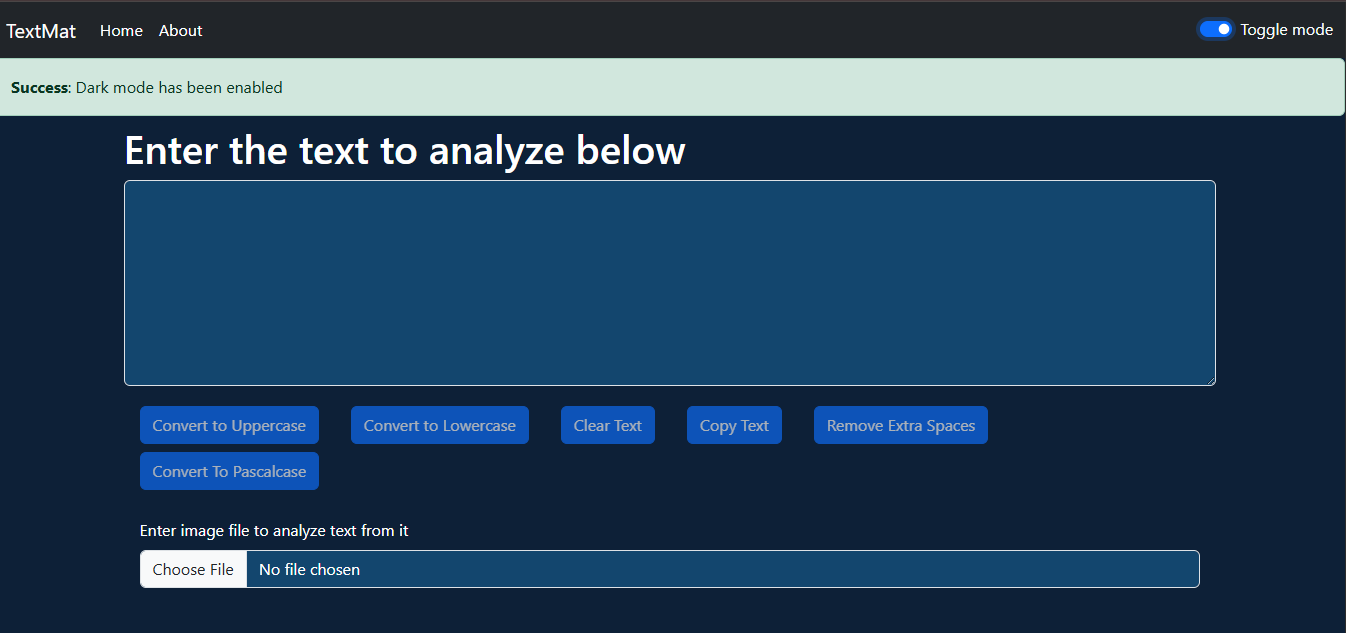 TextMat Home About Toggle mode
Success: Dark mode has been enabled
Enter the text to analyze below
Convert to Uppercase Convert to Lowercase Clear Text Copy Text Remove Extra Spaces
Convert To Pascalcase
Enter image file to analyze text from it
Choose File No file chosen